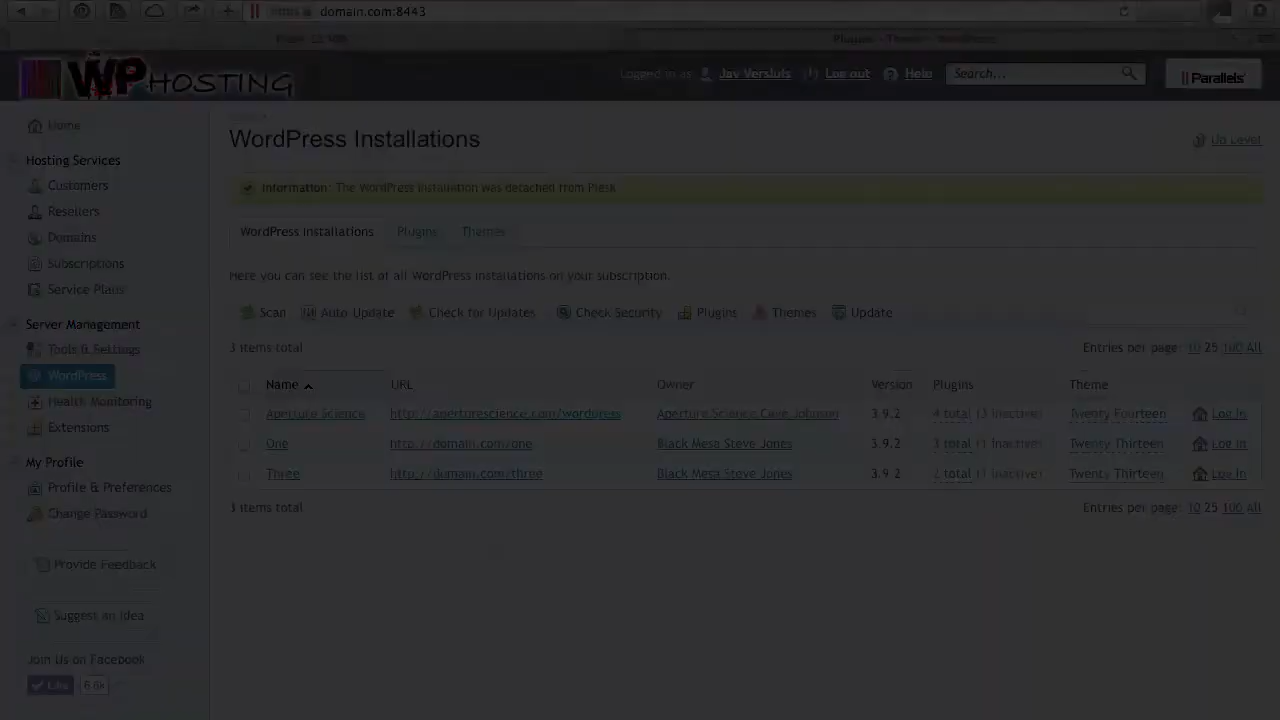 https domain.com:8443
WP HOSTING
Logged in as Jay Versluis Log out Help Search... Parallels
Home
Hosting Services
Customers
Resellers
Domains
Subscriptions
Service Plans
Server Management
Tools & Settings
WordPress
Health Monitoring
Extensions
My Profile
Profile & Preferences
Change Password
Provide Feedback
Suggest an Idea
Join Us on Facebook
Like 6.6k
WordPress Installations
Up Level
Information: The WordPress installation was detached from Plesk
WordPress Installations Plugins Themes
Here you can see the list of all WordPress installations on your subscription.
Scan Auto Update Check for Updates Check Security Plugins Themes Update
3 items total Entries per page: 10 25 100 All
Name URL Owner Version Plugins Theme
Aperture Science http://aperturescience.com/wordpress Aperture Science Cave Johnson 3.9.2 4 total (3 inactive) Twenty Fourteen Log In
One http://domain.com/one Black Mesa Steve Jones 3.9.2 3 total (1 inactive) Twenty Thirteen Log In
Three http://domain.com/three Black Mesa Steve Jones 3.9.2 2 total (1 inactive) Twenty Thirteen Log In
3 items total Entries per page: 10 25 100 All